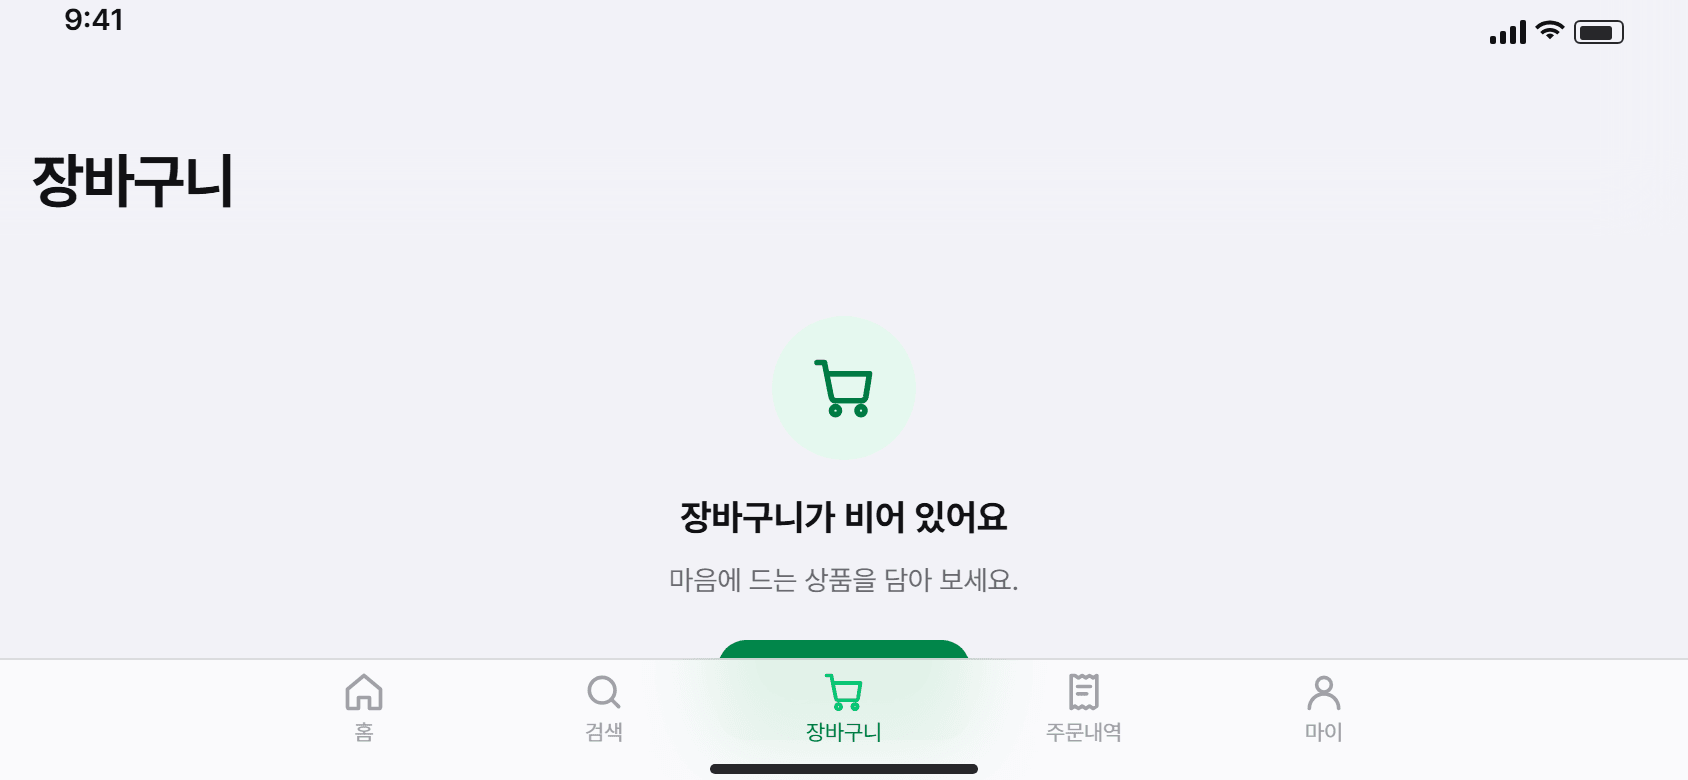 9:41
장바구니
장바구니가 비어 있어요
마음에 드는 상품을 담아 보세요.
홈
검색
장바구니
주문내역
마이